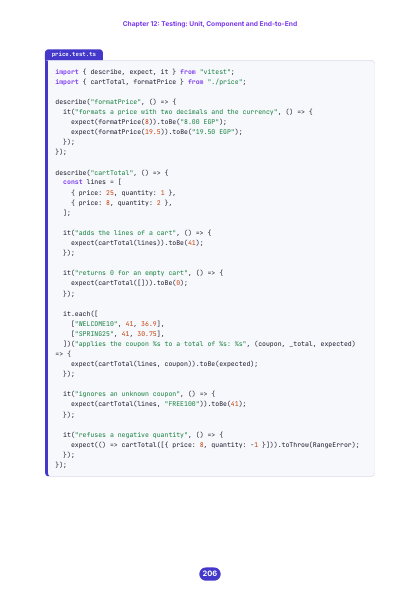 Chapter 12: Testing: Unit, Component and End-to-End
price.test.ts
import { describe, expect, it } from "vitest";
import { cartTotal, formatPrice } from "./price";

describe("formatPrice", () => {
  it("formats a price with two decimals and the currency", () => {
    expect(formatPrice(8)).toBe("8.00 EGP");
    expect(formatPrice(19.5)).toBe("19.50 EGP");
  });
});

describe("cartTotal", () => {
  const lines = [
    { price: 25, quantity: 1 },
    { price: 8, quantity: 2 },
  ];

  it("adds the lines of a cart", () => {
    expect(cartTotal(lines)).toBe(41);
  });

  it("returns 0 for an empty cart", () => {
    expect(cartTotal([])).toBe(0);
  });

  it.each([
    ["WELCOME10", 41, 36.9],
    ["SPRING25", 41, 30.75],
  ])("applies the coupon %s to a total of %s: %s", (coupon, _total, expected)
=> {
    expect(cartTotal(lines, coupon)).toBe(expected);
  });

  it("ignores an unknown coupon", () => {
    expect(cartTotal(lines, "FREE100")).toBe(41);
  });

  it("refuses a negative quantity", () => {
    expect(() => cartTotal([{ price: 8, quantity: -1 }])).toThrow(RangeError);
  });
});
206